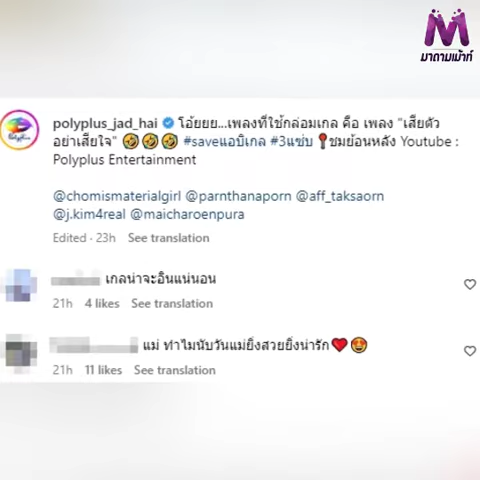 มาดามเม้าท์
polyplus_jad_hai โอ้ยยย...เพลงที่ใช้กล่อมเกล คือ เพลง "เสียตัว
อย่าเสียใจ" 🤣🤣🤣 #saveแอบิเกล #3แซ่บ 📍ชมย้อนหลัง Youtube :
Polyplus Entertainment
@chomismaterialgirl @parnthanaporn @aff_taksaorn
@j.kim4real @maicharoenpura
Edited · 23h See translation
เกลน่าจะอินแน่นอน
21h 4 likes See translation
แม่ ทำไมนับวันแม่ยิ่งสวยยิ่งน่ารัก❤️😍
21h 11 likes See translation